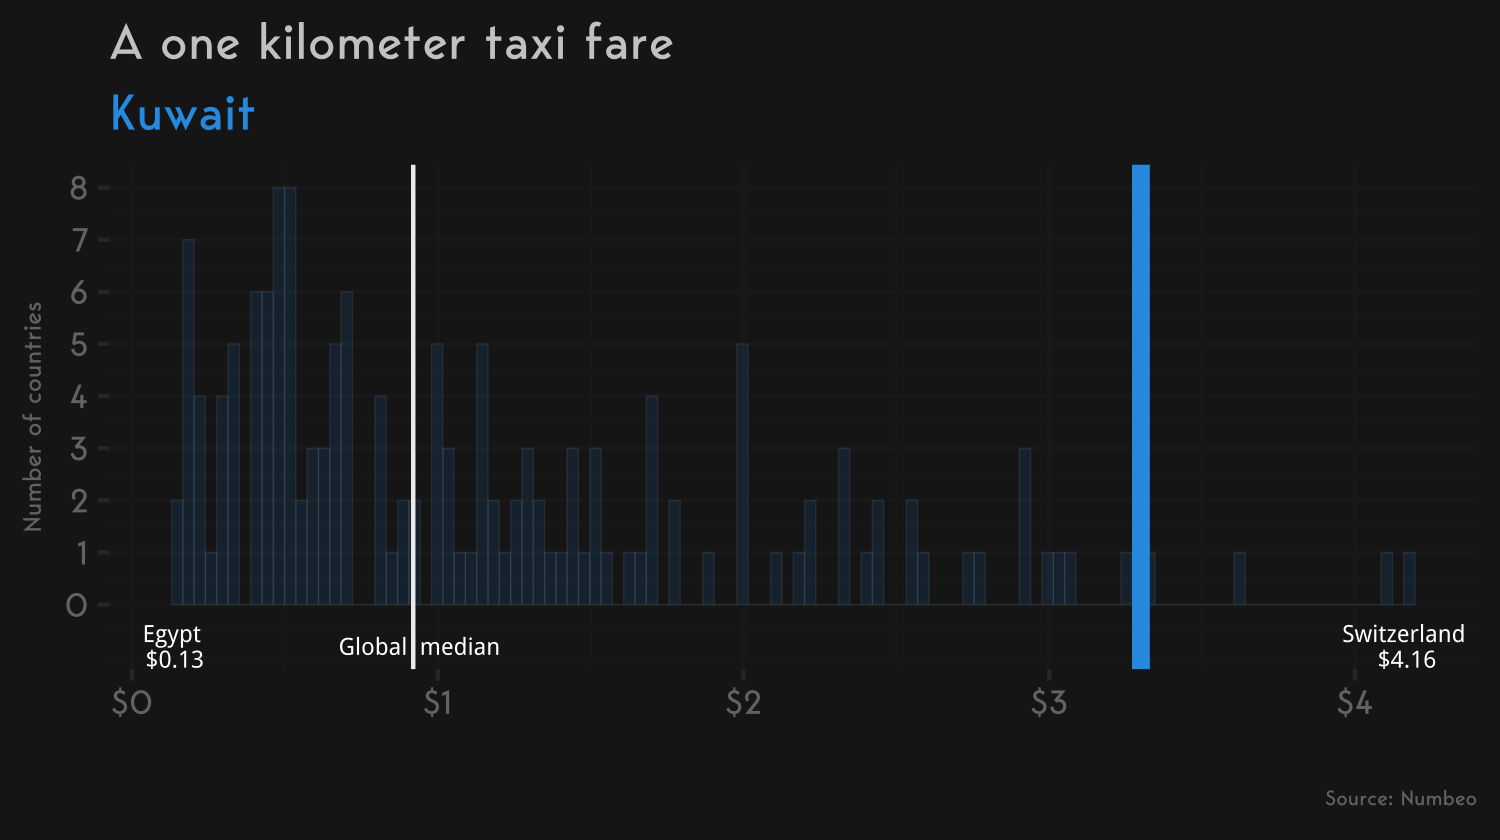 A one kilometer taxi fare
Kuwait
Number of countries
8
7
6
5
4
3
2
1
0
Egypt
$0.13
Global median
Switzerland
$4.16
$0 $1 $2 $3 $4
Source: Numbeo